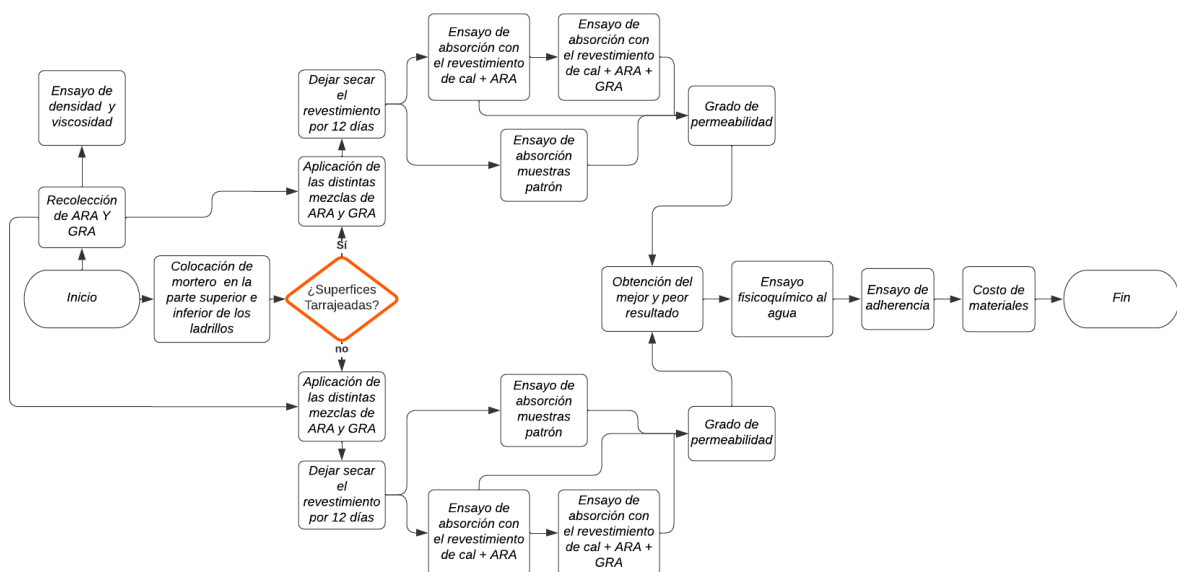 Ensayo de
densidad y
viscosidad
Recolección
de ARA Y
GRA
Inicio
Colocación de
mortero en la
parte superior e
inferior de los
ladrillos
¿Superfices
Tarrajeadas?
Sí
no
Aplicación de
las distintas
mezclas de
ARA y GRA
Dejar secar
el
revestimiento
por 12 días
Ensayo de
absorción con
el revestimiento
de cal + ARA
Ensayo de
absorción con
el revestimiento
de cal + ARA +
GRA
Ensayo de
absorción
muestras
patrón
Grado de
permeabilidad
Aplicación de
las distintas
mezclas de
ARA y GRA
Dejar secar
el
revestimiento
por 12 días
Ensayo de
absorción
muestras
patrón
Ensayo de
absorción con
el revestimiento
de cal + ARA
Ensayo de
absorción con
el revestimiento
de cal + ARA +
GRA
Grado de
permeabilidad
Obtención del
mejor y peor
resultado
Ensayo
fisicoquímico al
agua
Ensayo de
adherencia
Costo de
materiales
Fin